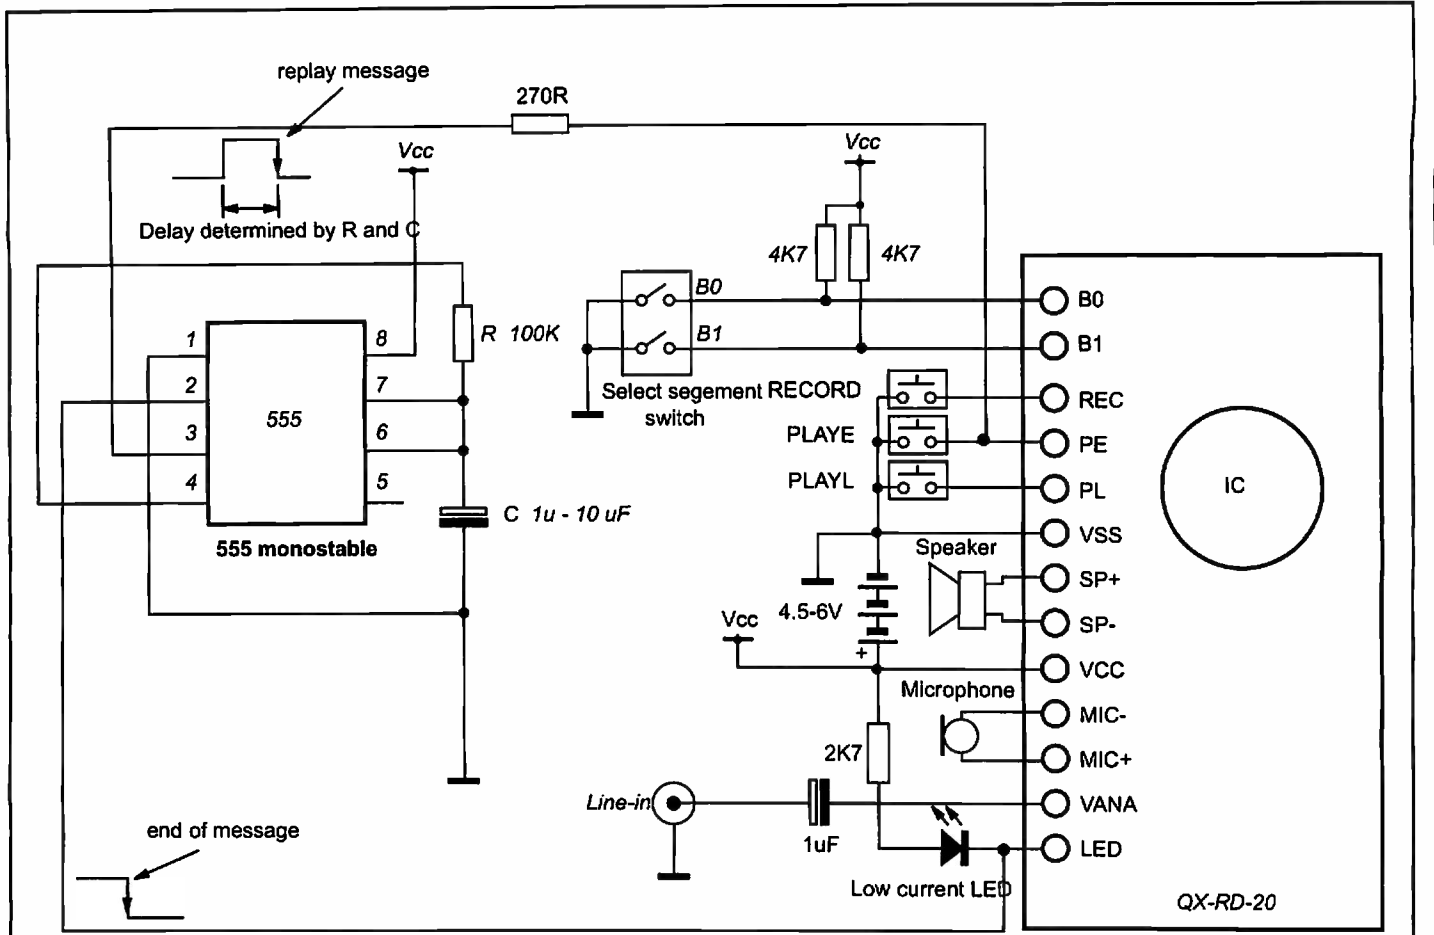 replay message
270R
Vcc
Vcc
Delay determined by R and C
4K7
4K7
B0
B0
B1
B1
1
8
R 100K
2
7
555
3
6
4
5
Select segement
switch
RECORD
REC
PLAYE
PE
PLAYL
PL
IC
C 1u - 10 uF
555 monostable
VSS
Speaker
SP+
4.5-6V
Vcc
SP-
+
VCC
Microphone
MIC-
2K7
MIC+
Line-in
VANA
1uF
end of message
LED
Low current LED
QX-RD-20